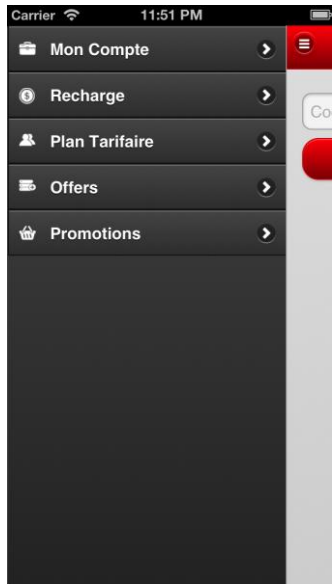 Carrier 11:51 PM
Mon Compte
Recharge
Plan Tarifaire
Offers
Promotions